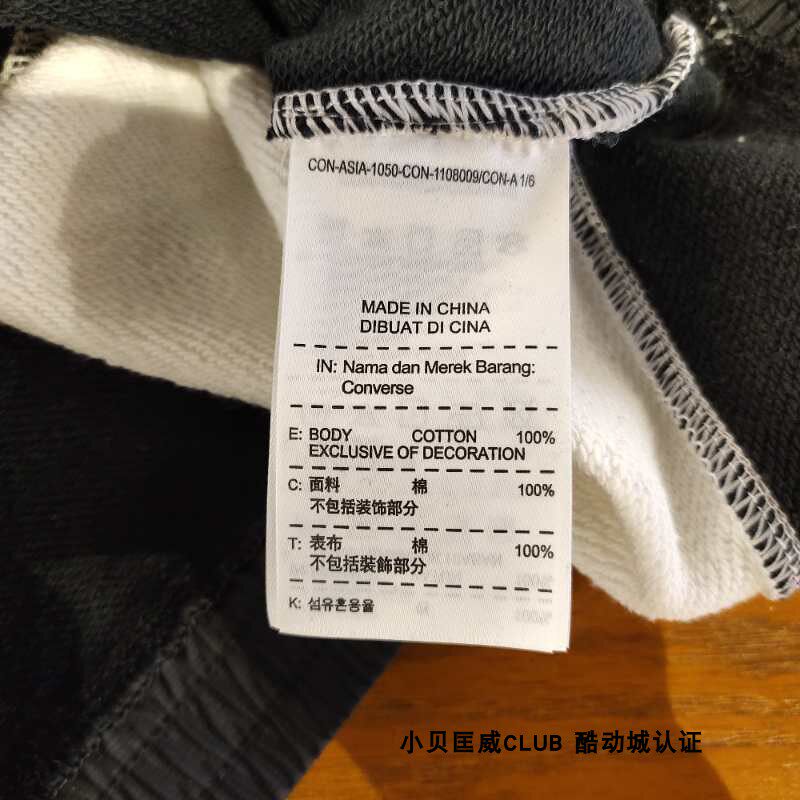 CON-ASIA-1050-CON-1108009/CON-A 1/6
MADE IN CHINA
DIBUAT DI CINA
IN: Nama dan Merek Barang:
Converse
E: BODY COTTON 100%
EXCLUSIVE OF DECORATION
C: 面料 棉 100%
不包括装饰部分
T: 表布 棉 100%
不包括裝飾部分
K: 섬유혼용율
小贝匡威CLUB 酷动城认证